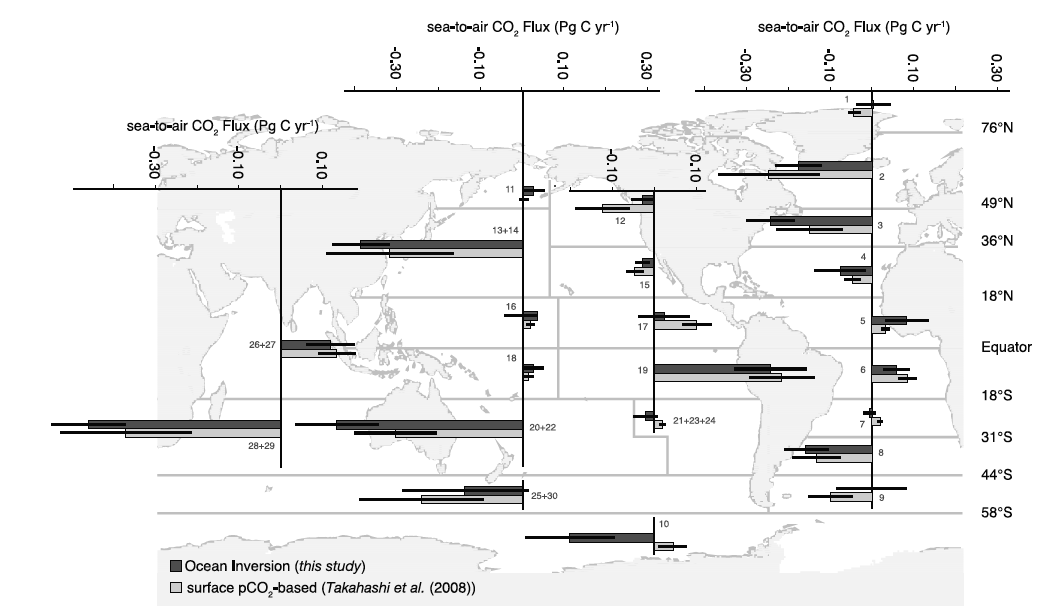 sea-to-air CO2 Flux (Pg C yr-1)
sea-to-air CO2 Flux (Pg C yr-1)
-0.30
-0.10
0.10
0.30
-0.30
-0.10
0.10
0.30
sea-to-air CO2 Flux (Pg C yr-1)
-0.30
-0.10
0.10
-0.10
0.10
1
76°N
2
11
49°N
12
13+14
3
36°N
4
15
18°N
16
17
5
26+27
Equator
18
19
6
18°S
20+22
21+23+24
7
31°S
28+29
8
44°S
25+30
9
58°S
10
Ocean Inversion (this study)
surface pCO2-based (Takahashi et al. (2008))